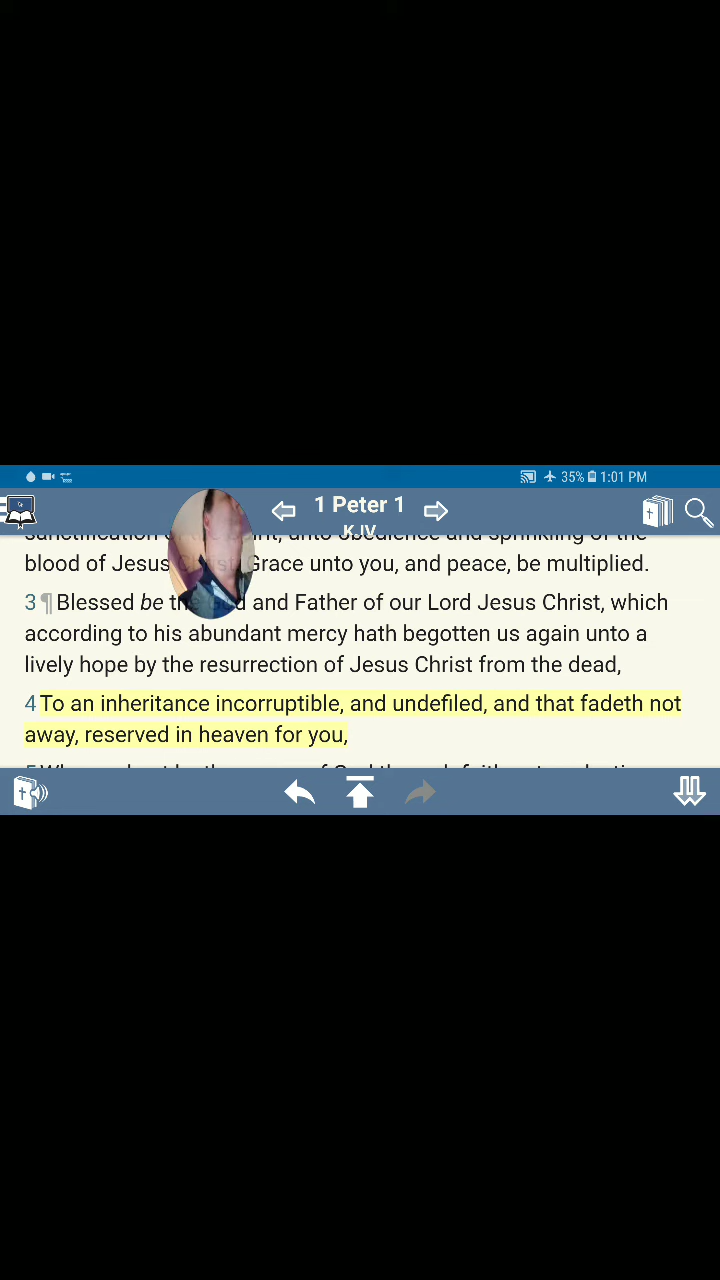 35% 1:01 PM
1 Peter 1
KJV
blood of Jesus Christ: Grace unto you, and peace, be multiplied.
3 ¶ Blessed be the God and Father of our Lord Jesus Christ, which
according to his abundant mercy hath begotten us again unto a
lively hope by the resurrection of Jesus Christ from the dead,
4 To an inheritance incorruptible, and undefiled, and that fadeth not
away, reserved in heaven for you,